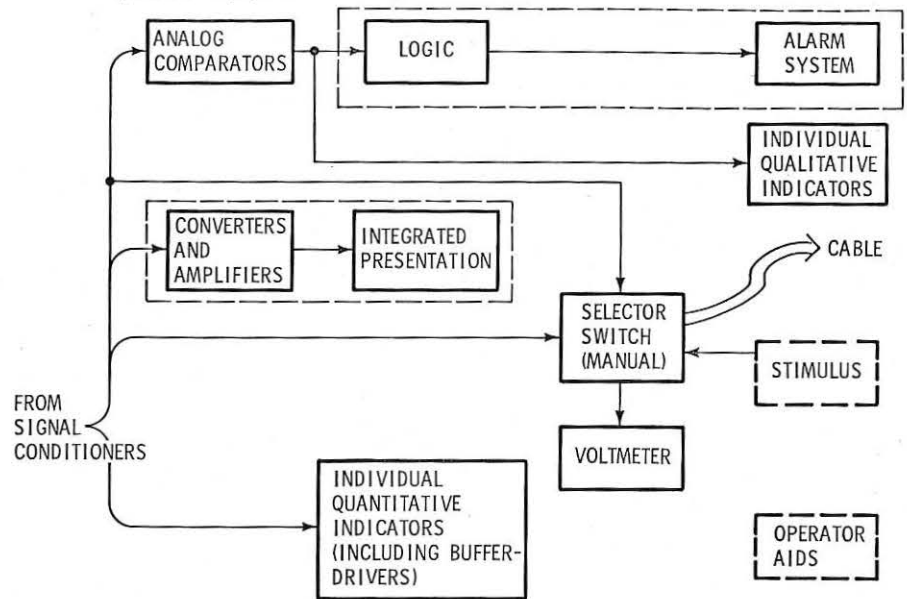 ANALOG
COMPARATORS
LOGIC
ALARM
SYSTEM
INDIVIDUAL
QUALITATIVE
INDICATORS
CONVERTERS
AND
AMPLIFIERS
INTEGRATED
PRESENTATION
CABLE
SELECTOR
SWITCH
(MANUAL)
STIMULUS
FROM
SIGNAL
CONDITIONERS
VOLTMETER
INDIVIDUAL
QUANTITATIVE
INDICATORS
(INCLUDING BUFFER-
DRIVERS)
OPERATOR
AIDS